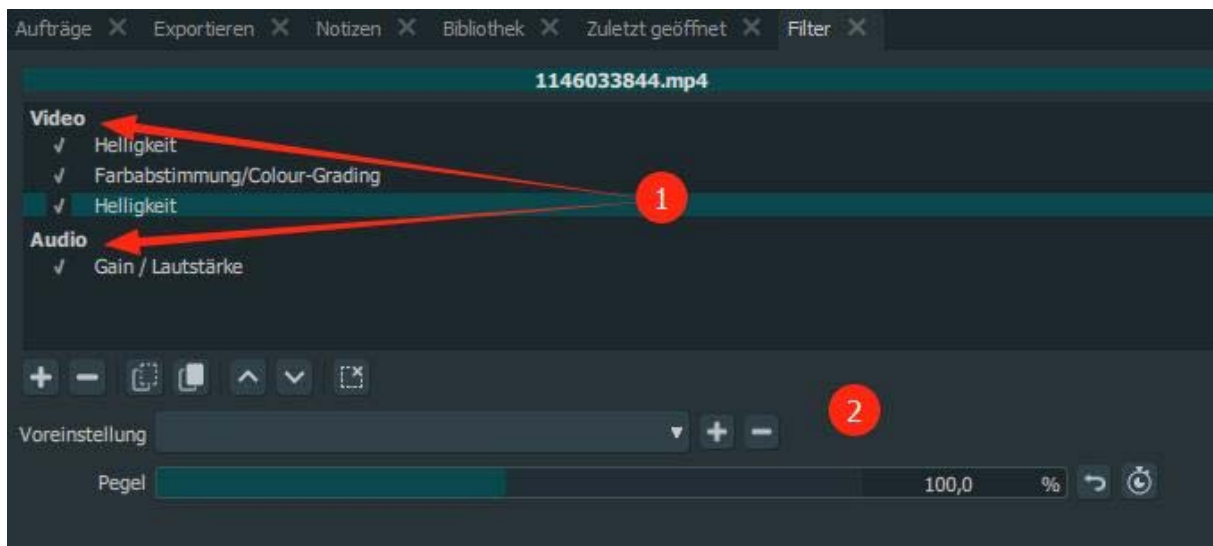 Aufträge Exportieren Notizen Bibliothek Zuletzt geöffnet Filter
1146033844.mp4
Video
Helligkeit
Farbabstimmung/Colour-Grading
Helligkeit
1
Audio
Gain / Lautstärke
2
Voreinstellung
Pegel 100,0 %